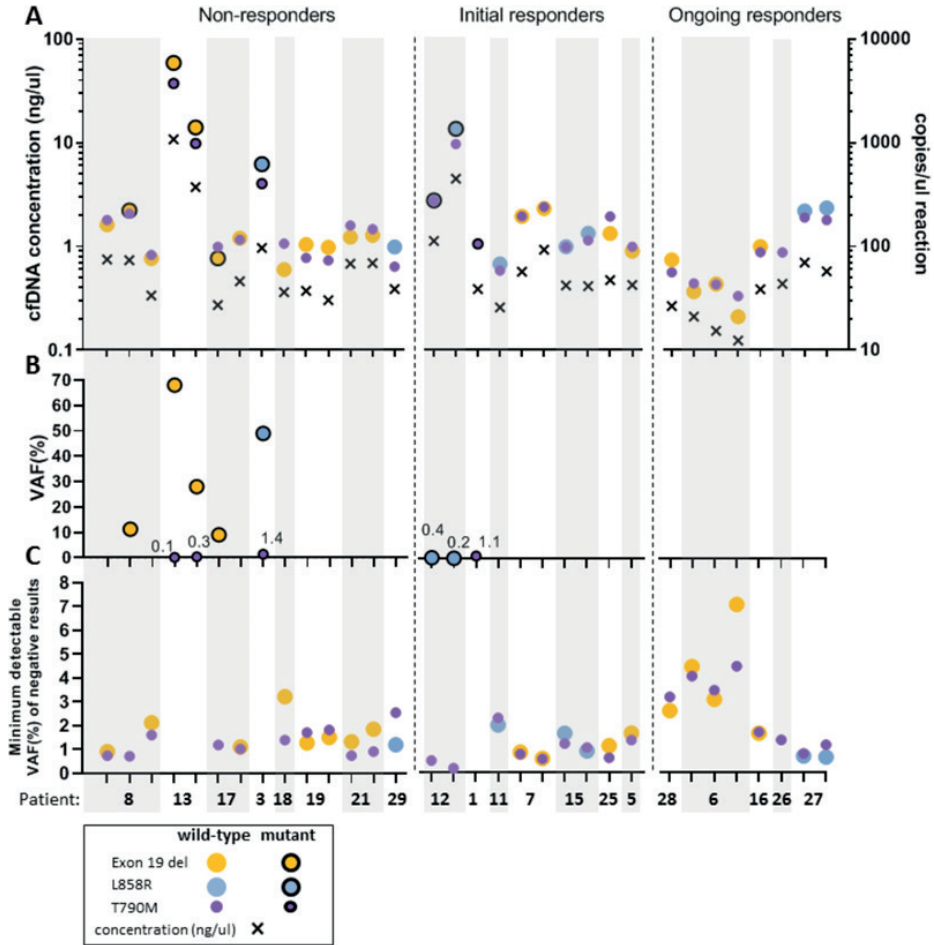 A
Non-responders Initial responders Ongoing responders
cfDNA concentration (ng/ul)
100
10
1
0.1
copies/ul reaction
10000
1000
100
10
B
VAF(%)
70
60
50
40
30
20
10
0
0.1 0.3 1.4 0.4 0.2 1.1
C
Minimum detectable
VAF(%) of negative results
8
7
6
5
4
3
2
1
0
Patient: 8 13 17 3 18 19 21 29 12 1 11 7 15 25 5 28 6 16 26 27
wild-type mutant
Exon 19 del
L858R
T790M
concentration (ng/ul) ×